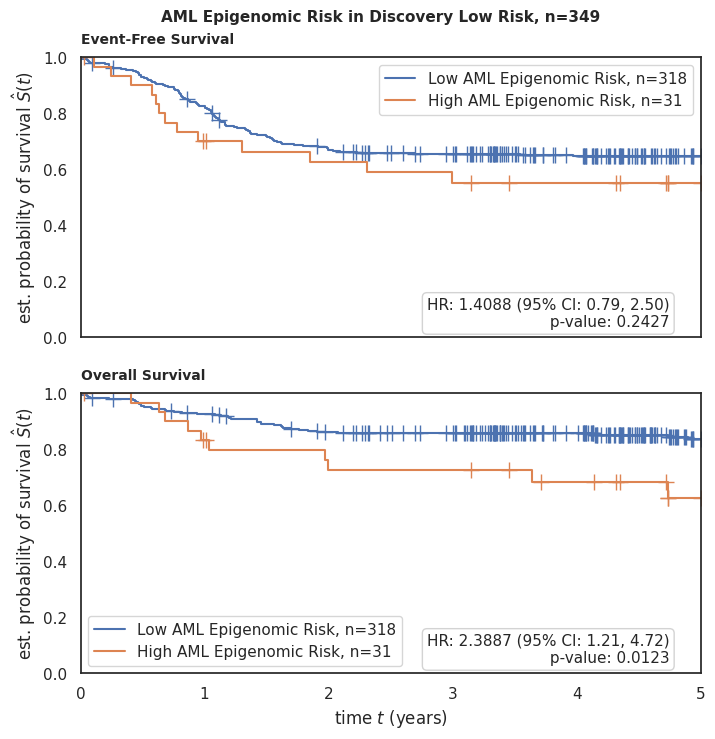 AML Epigenomic Risk in Discovery Low Risk, n=349
Event-Free Survival
1.0
0.8
0.6
0.4
0.2
0.0
est. probability of survival Ŝ(t)
Low AML Epigenomic Risk, n=318
High AML Epigenomic Risk, n=31
HR: 1.4088 (95% CI: 0.79, 2.50)
p-value: 0.2427
Overall Survival
1.0
0.8
0.6
0.4
0.2
0.0
est. probability of survival Ŝ(t)
Low AML Epigenomic Risk, n=318
High AML Epigenomic Risk, n=31
HR: 2.3887 (95% CI: 1.21, 4.72)
p-value: 0.0123
0 1 2 3 4 5
time t (years)